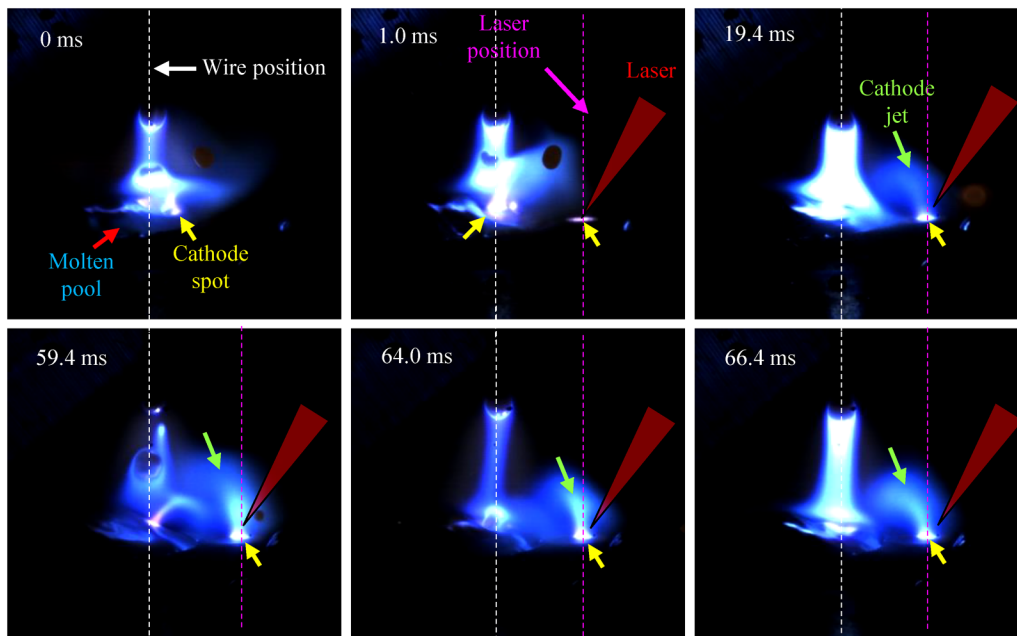 0 ms
Wire position
Molten
pool
Cathode
spot
1.0 ms
Laser
position
Laser
19.4 ms
Cathode
jet
59.4 ms
64.0 ms
66.4 ms